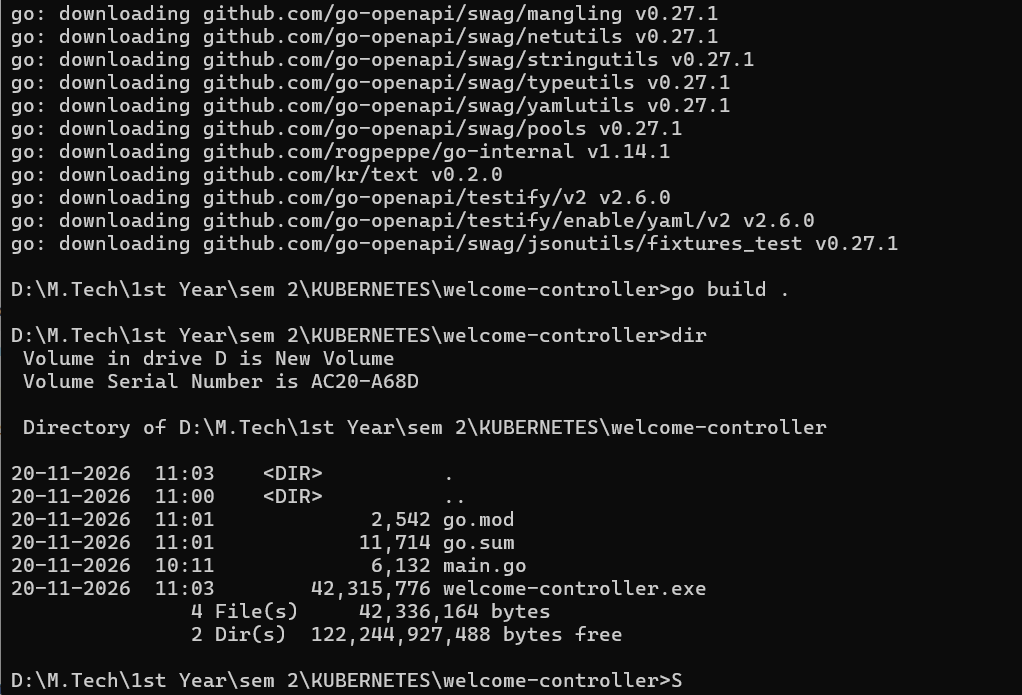 go: downloading github.com/go-openapi/swag/mangling v0.27.1
go: downloading github.com/go-openapi/swag/netutils v0.27.1
go: downloading github.com/go-openapi/swag/stringutils v0.27.1
go: downloading github.com/go-openapi/swag/typeutils v0.27.1
go: downloading github.com/go-openapi/swag/yamlutils v0.27.1
go: downloading github.com/go-openapi/swag/pools v0.27.1
go: downloading github.com/rogpeppe/go-internal v1.14.1
go: downloading github.com/kr/text v0.2.0
go: downloading github.com/go-openapi/testify/v2 v2.6.0
go: downloading github.com/go-openapi/testify/enable/yaml/v2 v2.6.0
go: downloading github.com/go-openapi/swag/jsonutils/fixtures_test v0.27.1

D:\M.Tech\1st Year\sem 2\KUBERNETES\welcome-controller>go build .

D:\M.Tech\1st Year\sem 2\KUBERNETES\welcome-controller>dir
 Volume in drive D is New Volume
 Volume Serial Number is AC20-A68D

 Directory of D:\M.Tech\1st Year\sem 2\KUBERNETES\welcome-controller

20-11-2026  11:03    <DIR>          .
20-11-2026  11:00    <DIR>          ..
20-11-2026  11:01             2,542 go.mod
20-11-2026  11:01            11,714 go.sum
20-11-2026  10:11             6,132 main.go
20-11-2026  11:03        42,315,776 welcome-controller.exe
               4 File(s)     42,336,164 bytes
               2 Dir(s)  122,244,927,488 bytes free

D:\M.Tech\1st Year\sem 2\KUBERNETES\welcome-controller>S